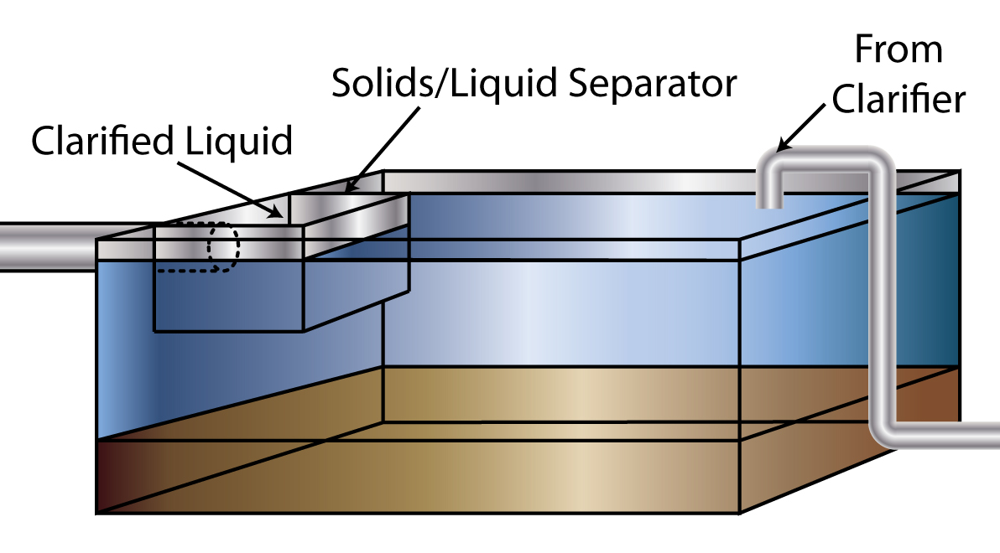 From
Clarifier
Solids/Liquid Separator
Clarified Liquid